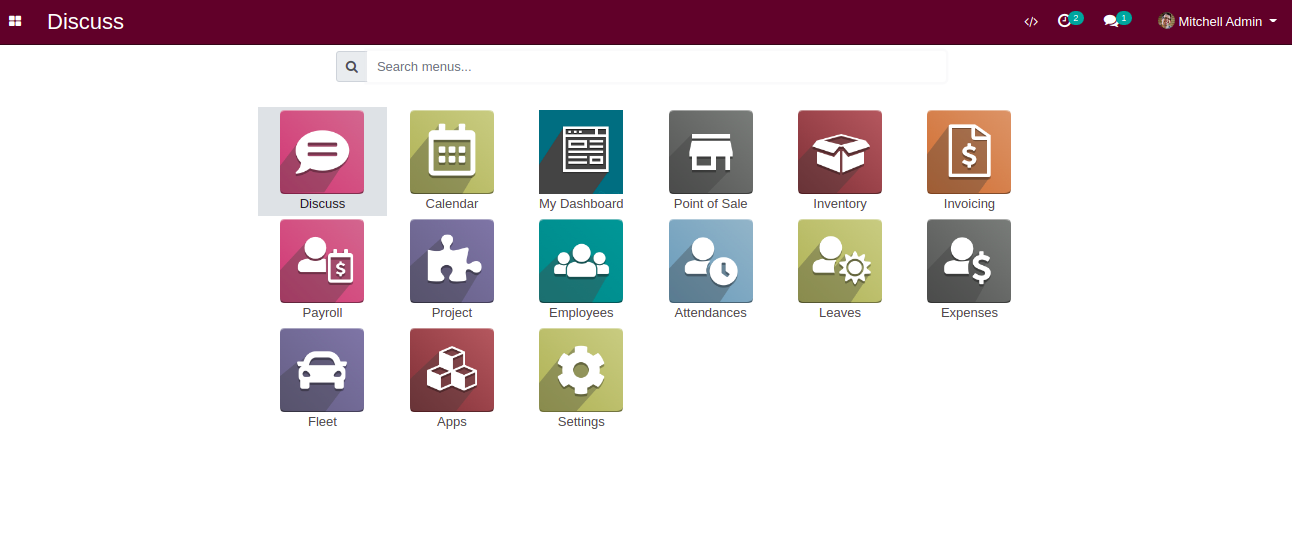 Discuss
2
1
Mitchell Admin
Search menus...
Discuss Calendar My Dashboard Point of Sale Inventory Invoicing
Payroll Project Employees Attendances Leaves Expenses
Fleet Apps Settings